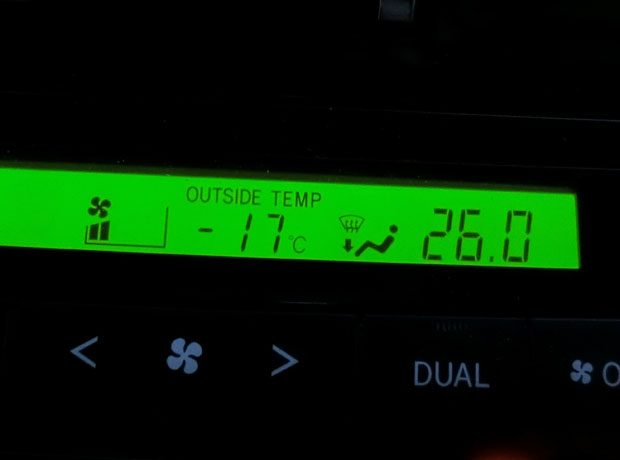 OUTSIDE TEMP
-17°C 26.0
< >
DUAL